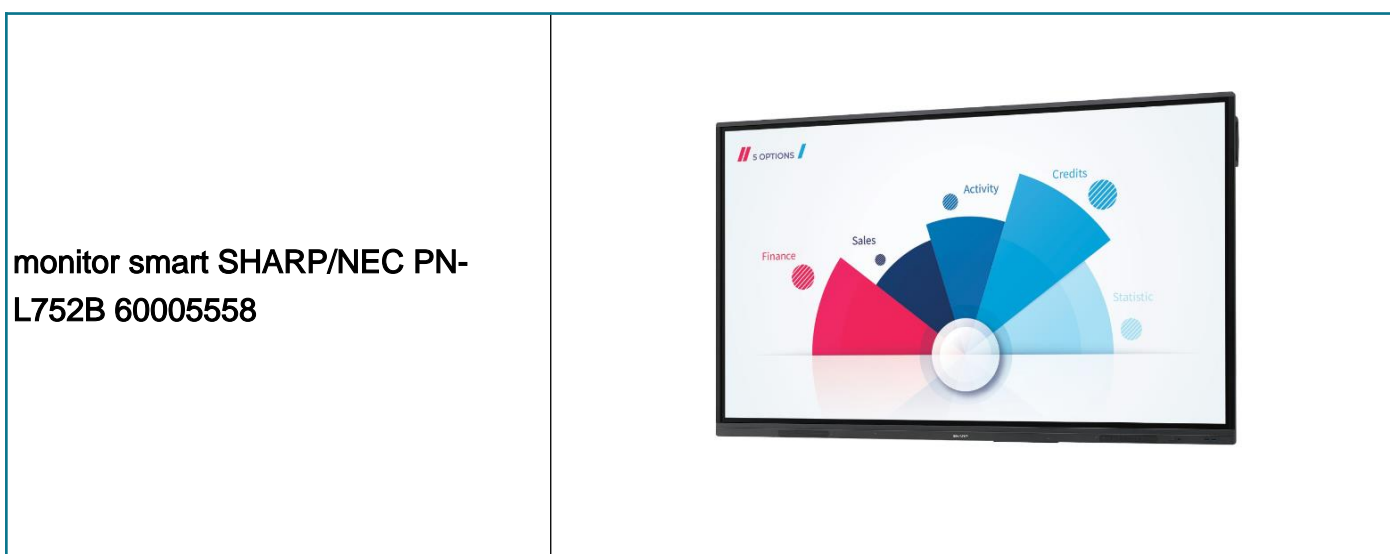 monitor smart SHARP/NEC PN-
L752B 60005558
S OPTIONS
Credits
Activity
Sales
Finance
Statistic